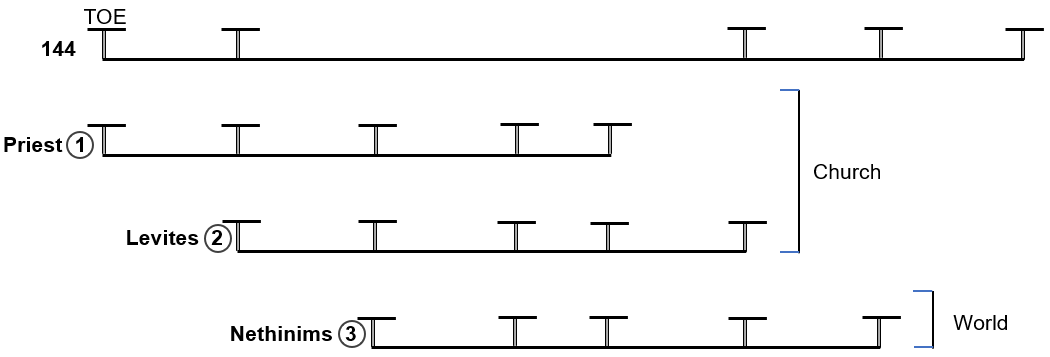 TOE
144
Priest 1
Church
Levites 2
Nethinims 3
World